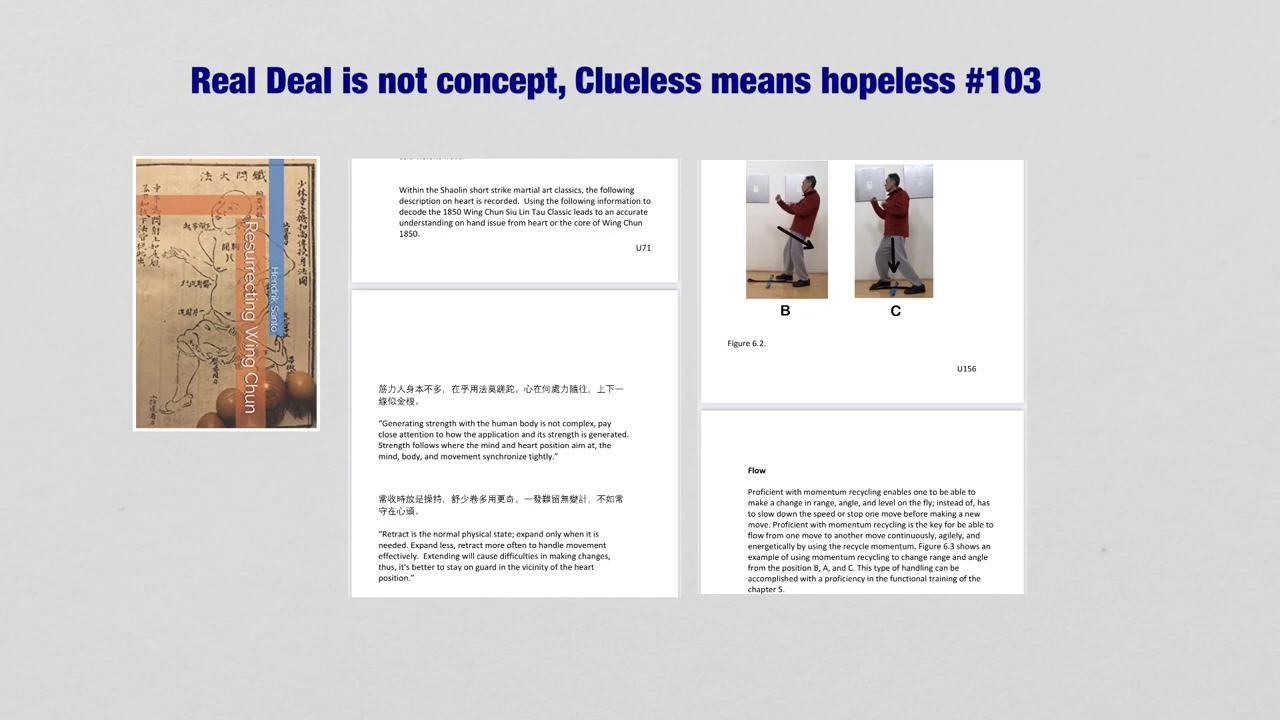 Real Deal is not concept, Clueless means hopeless #103
法大問鐵
Hendrik Santo
Resurrecting Wing Chun
Within the Shaolin short strike martial art classics, the following
description on heart is recorded.  Using the following information to
decode the 1850 Wing Chun Siu Lin Tau Classic leads to an accurate
understanding on hand issue from heart or the core of Wing Chun
1850.
U71
筋力人身本不多，在乎用法莫蹉跎。心在何處力隨往，上下一
線似金梭。
“Generating strength with the human body is not complex, pay
close attention to how the application and its strength is generated.
Strength follows where the mind and heart position aim at, the
mind, body, and movement synchronize tightly.”
常收時放是操持，舒少卷多用更奇。一發難留無變計，不如常
守在心頭。
“Retract is the normal physical state; expand only when it is
needed. Expand less, retract more often to handle movement
effectively.  Extending will cause difficulties in making changes,
thus, it's better to stay on guard in the vicinity of the heart
position.”
B
C
Figure 6.2.
U156
Flow
Proficient with momentum recycling enables one to be able to
make a change in range, angle, and level on the fly; instead of, has
to slow down the speed or stop one move before making a new
move. Proficient with momentum recycling is the key for be able to
flow from one move to another move continuously, agilely, and
energetically by using the recycle momentum. Figure 6.3 shows an
example of using momentum recycling to change range and angle
from the position B, A, and C. This type of handling can be
accomplished with a proficiency in the functional training of the
chapter 5.